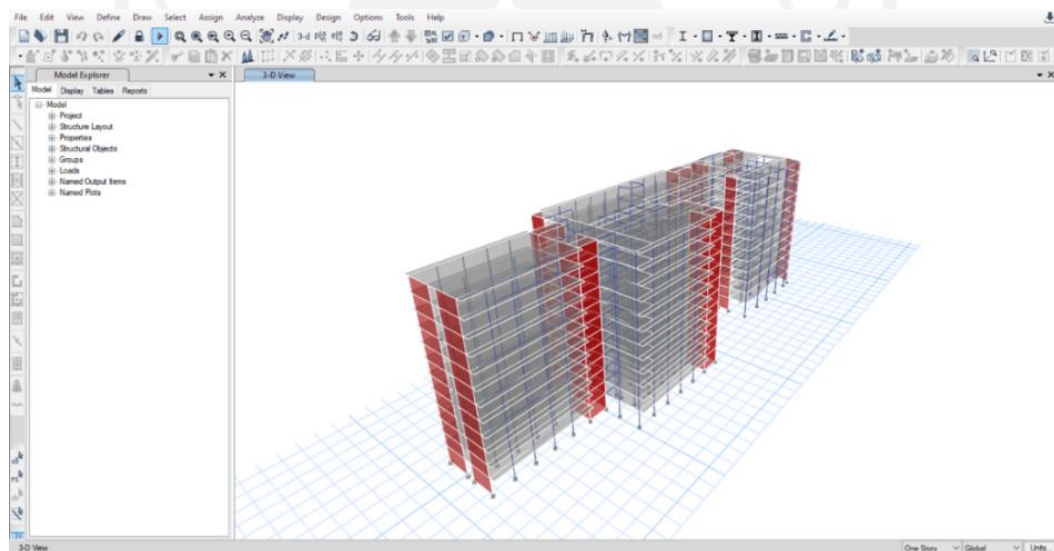 File Edit View Define Draw Select Assign Analyze Display Design Options Tools Help
3-d
Model Explorer
3-D View
Model Display Tables Reports
Model
Project
Structure Layout
Properties
Structural Objects
Groups
Loads
Named Output Items
Named Plots
3-D View
One Story Global Units...